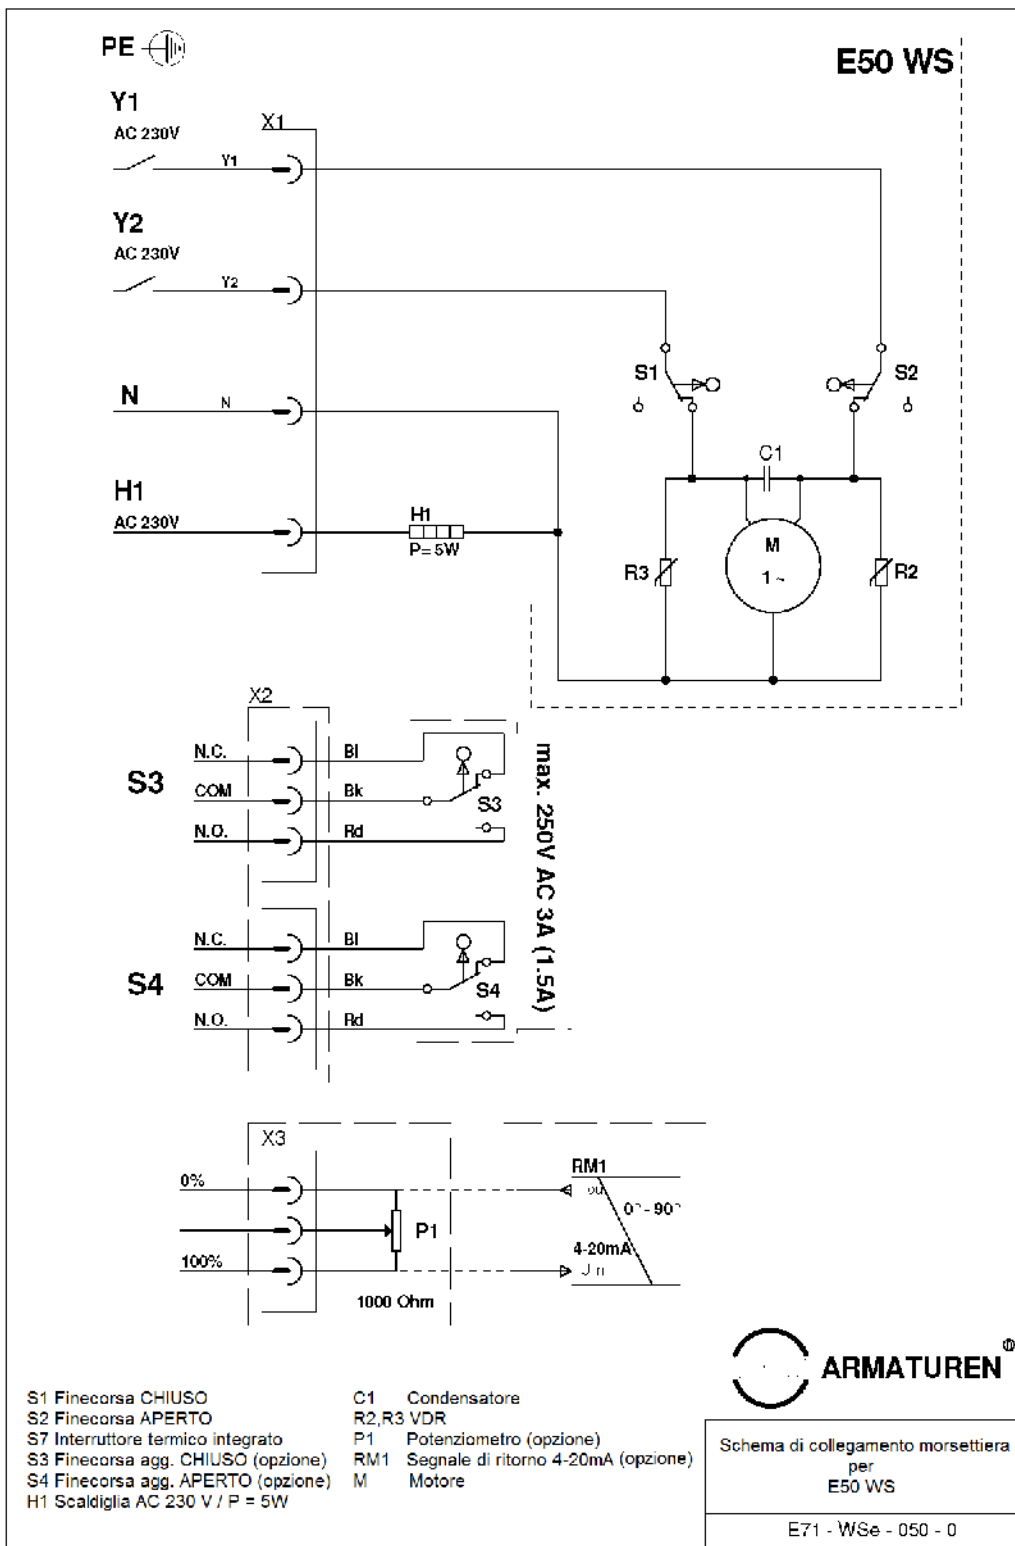 PE
E50 WS
Y1
AC 230V
X1
Y1
Y2
AC 230V
Y2
S1
S2
N
N
C1
H1
AC 230V
H1
P= 5W
M
1 ~
R3
R2
X2
N.C.
Bl
S3
COM
Bk
S3
N.O.
Rd
max. 250V AC 3A (1.5A)
N.C.
Bl
S4
COM
Bk
S4
N.O.
Rd
X3
0%
RM1
0° - 90°
P1
4-20mA
100%
1000 Ohm
ARMATUREN®
S1 Finecorsa CHIUSO
S2 Finecorsa APERTO
S7 Interruttore termico integrato
S3 Finecorsa agg. CHIUSO (opzione)
S4 Finecorsa agg. APERTO (opzione)
H1 Scaldiglia AC 230 V / P = 5W
C1 Condensatore
R2,R3 VDR
P1 Potenziometro (opzione)
RM1 Segnale di ritorno 4-20mA (opzione)
M Motore
Schema di collegamento morsettiera
per
E50 WS
E71 - WSe - 050 - 0